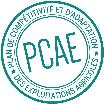 PLAN DE COMPÉTITIVITÉ ET D'ADAPTATION
PCAE
DES EXPLOITATIONS AGRICOLES